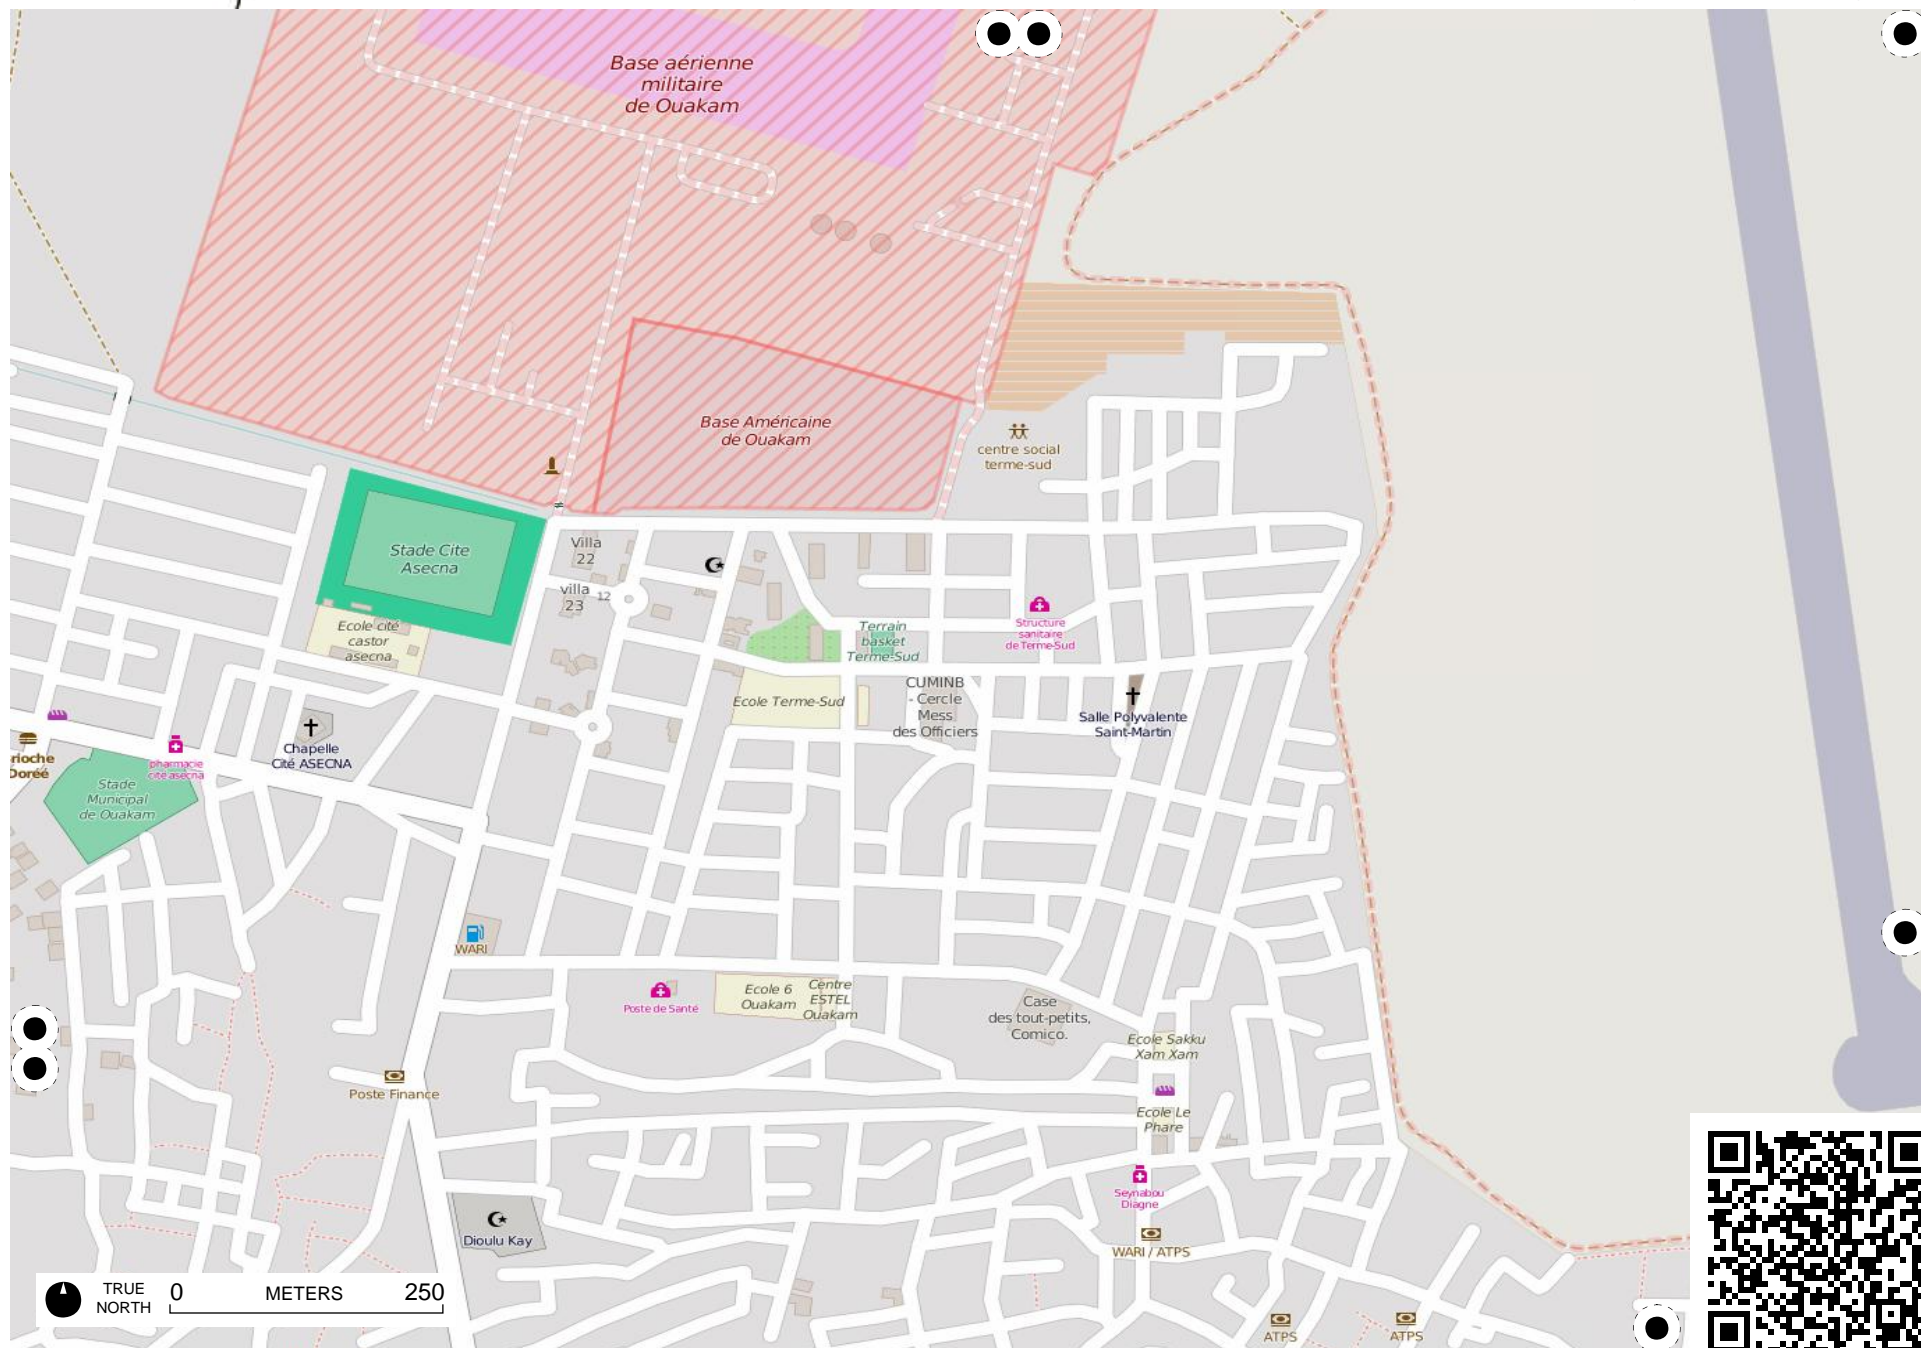 Base aérienne
militaire
de Ouakam
Base Américaine
de Ouakam
centre social
terme-sud
Stade Cite
Asecna
Villa
22
villa
23
12
Ecole cité
castor
asecna
Terrain
basket
Terme-Sud
Structure
sanitaire
de Terme-Sud
Ecole Terme-Sud
CUMINB
- Cercle
Mess
des Officiers
Salle Polyvalente
Saint-Martin
Chapelle
Cité ASECNA
rioche
Doréé
pharmacie
cité asecna
Stade
Municipal
de Ouakam
WARI
Poste de Santé
Ecole 6
Ouakam
Centre
ESTEL
Ouakam
Case
des tout-petits,
Comico.
Ecole Sakku
Xam Xam
Poste Finance
Ecole Le
Phare
Seynabou
Diagne
Dioulu Kay
WARI / ATPS
TRUE
NORTH
0 METERS 250
ATPS
ATPS